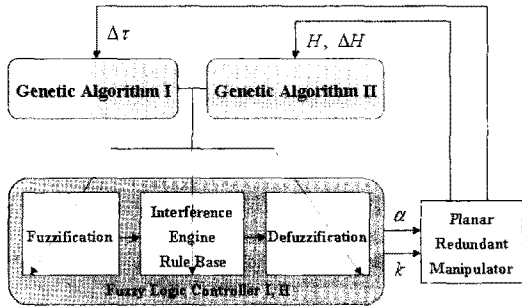 Δτ
H, ΔH
Genetic Algorithm I
Genetic Algorithm II
Fuzzification
Interference
Engine
Rule Base
Defuzzification
α
k
Planar
Redundant
Manipulator
Fuzzy Logic Controller I, II